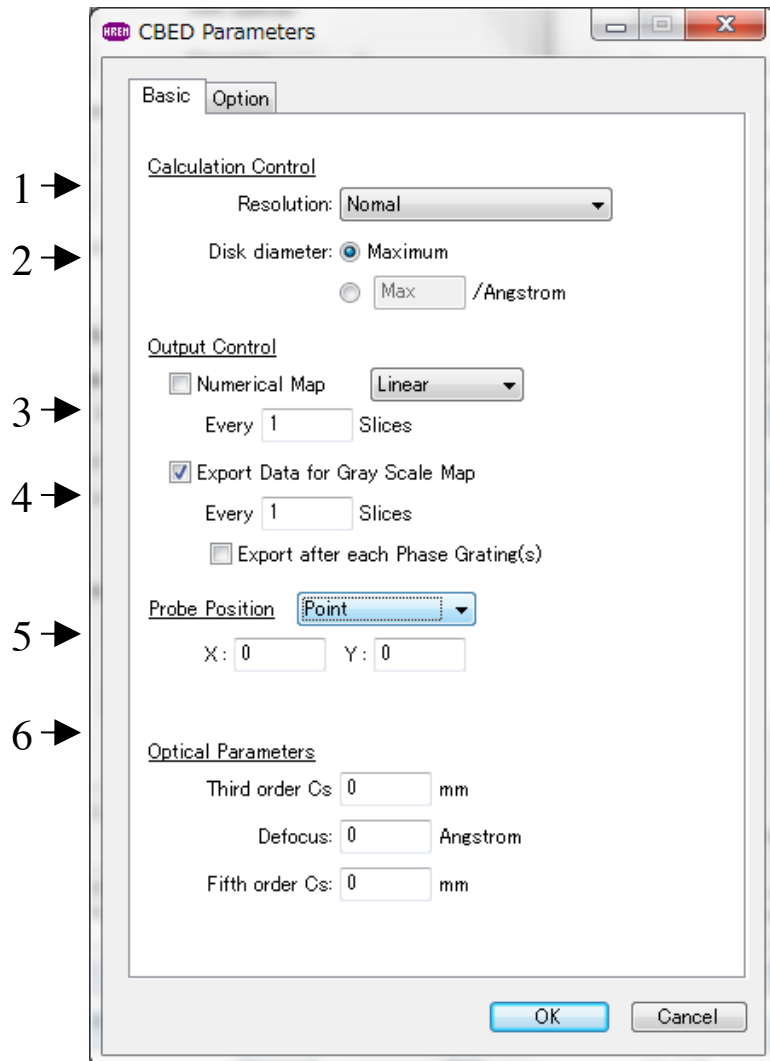 HREM CBED Parameters
Basic Option
Calculation Control
1 Resolution: Nomal
2 Disk diameter: Maximum
Max /Angstrom
Output Control
Numerical Map Linear
3 Every 1 Slices
Export Data for Gray Scale Map
4 Every 1 Slices
Export after each Phase Grating(s)
Probe Position Point
5 X: 0 Y: 0
6
Optical Parameters
Third order Cs 0 mm
Defocus: 0 Angstrom
Fifth order Cs: 0 mm
OK Cancel